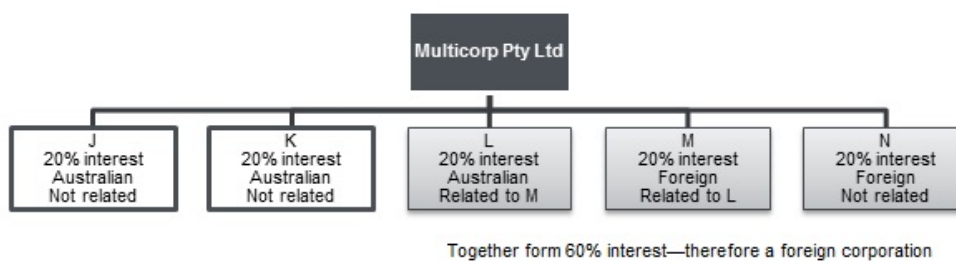 Multicorp Pty Ltd
J
20% interest
Australian
Not related
K
20% interest
Australian
Not related
L
20% interest
Australian
Related to M
M
20% interest
Foreign
Related to L
N
20% interest
Foreign
Not related
Together form 60% interest—therefore a foreign corporation